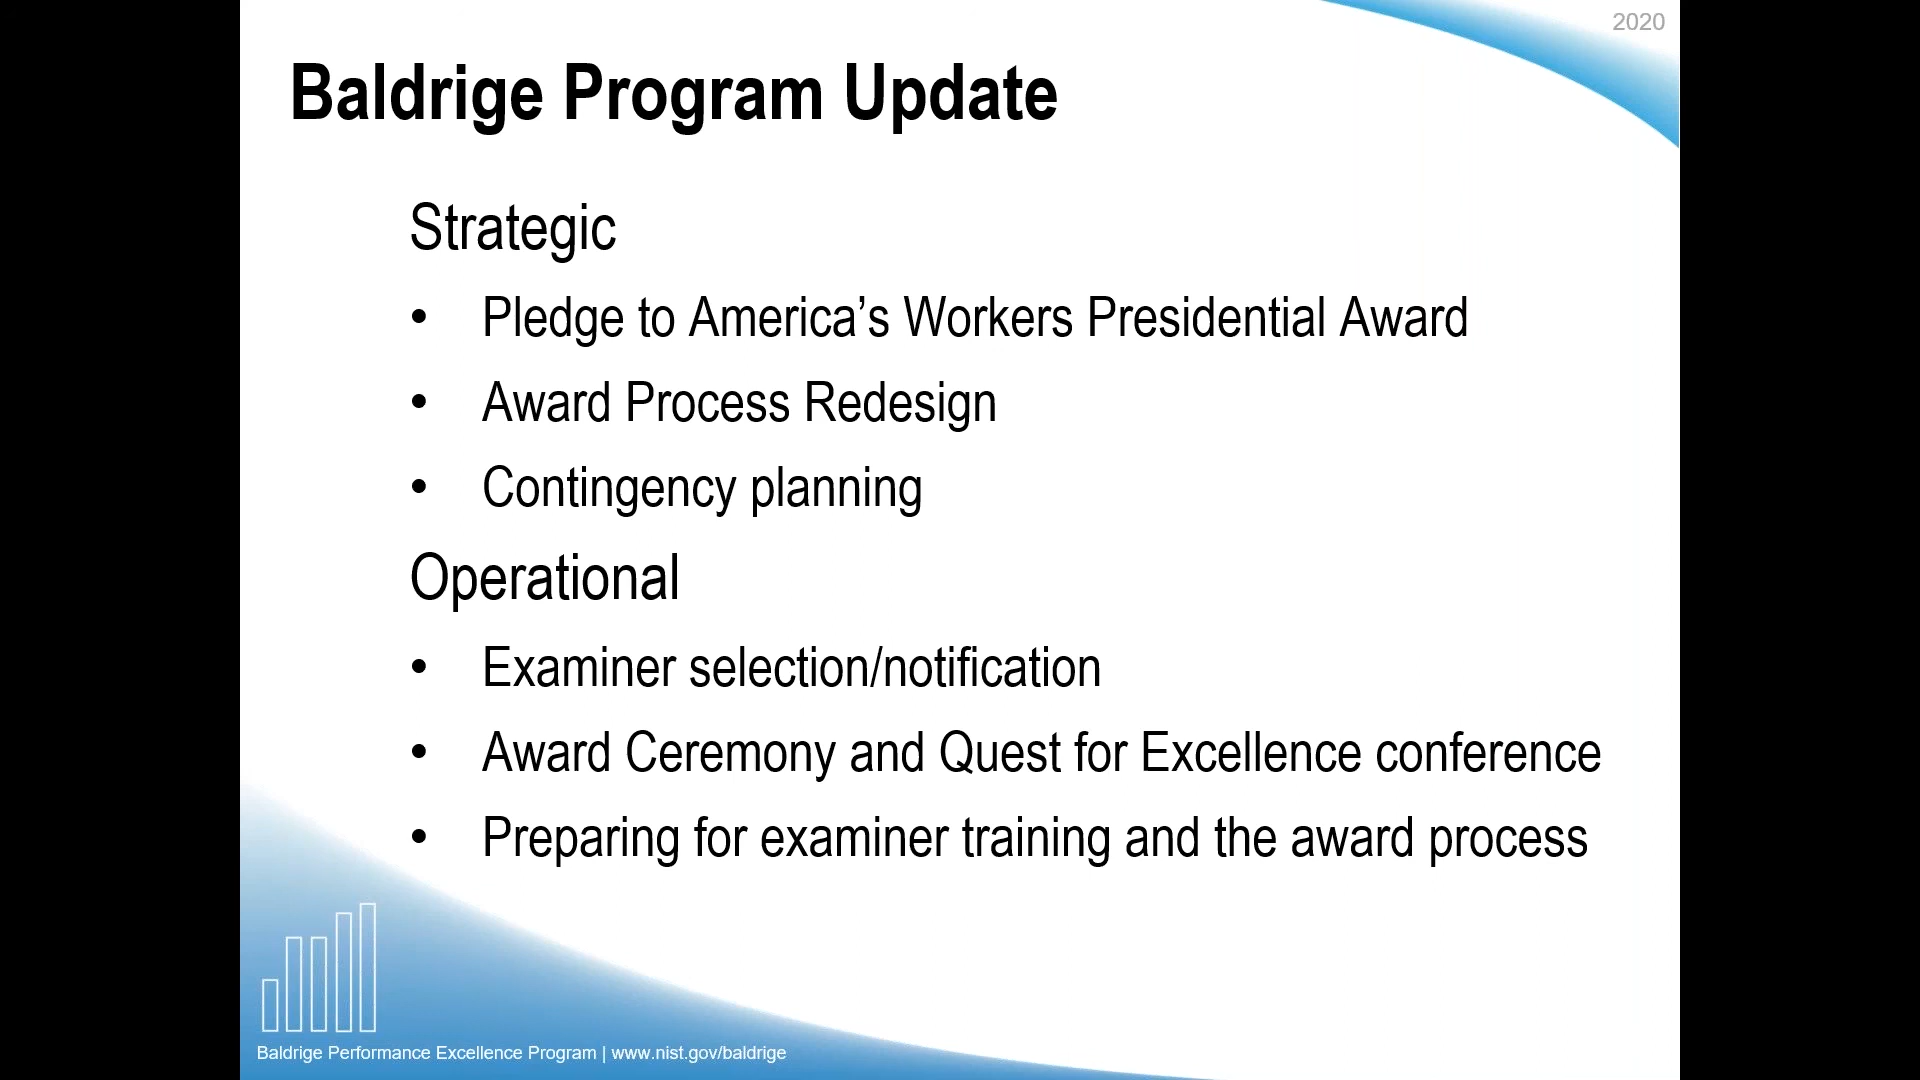 2020
Baldrige Program Update
Strategic
• Pledge to America’s Workers Presidential Award
• Award Process Redesign
• Contingency planning
Operational
• Examiner selection/notification
• Award Ceremony and Quest for Excellence conference
• Preparing for examiner training and the award process
Baldrige Performance Excellence Program | www.nist.gov/baldrige